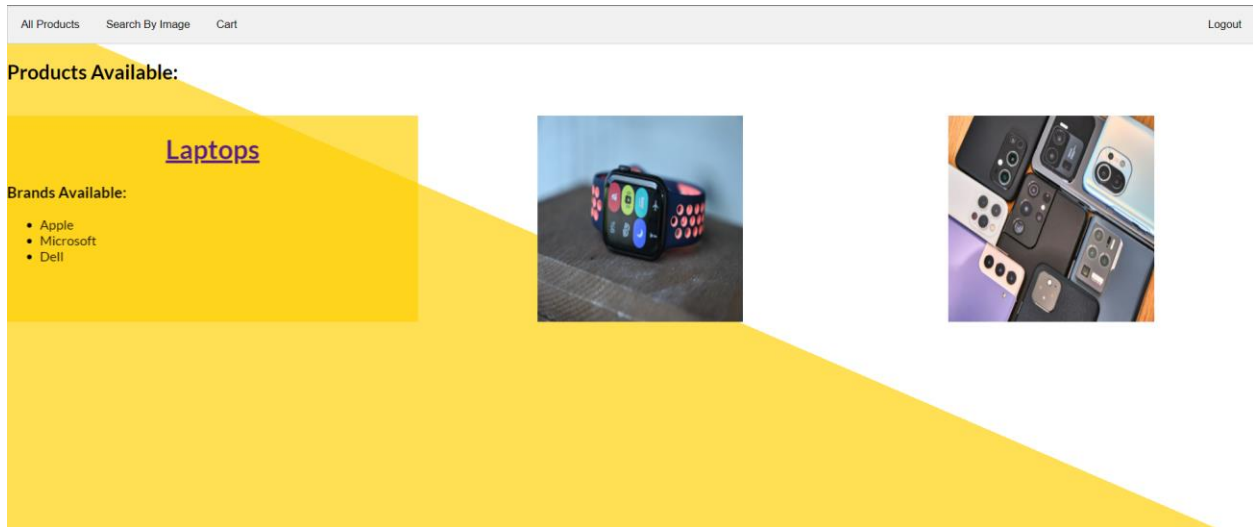 All Products Search By Image Cart Logout
Products Available:
Laptops
Brands Available:
Apple
Microsoft
Dell